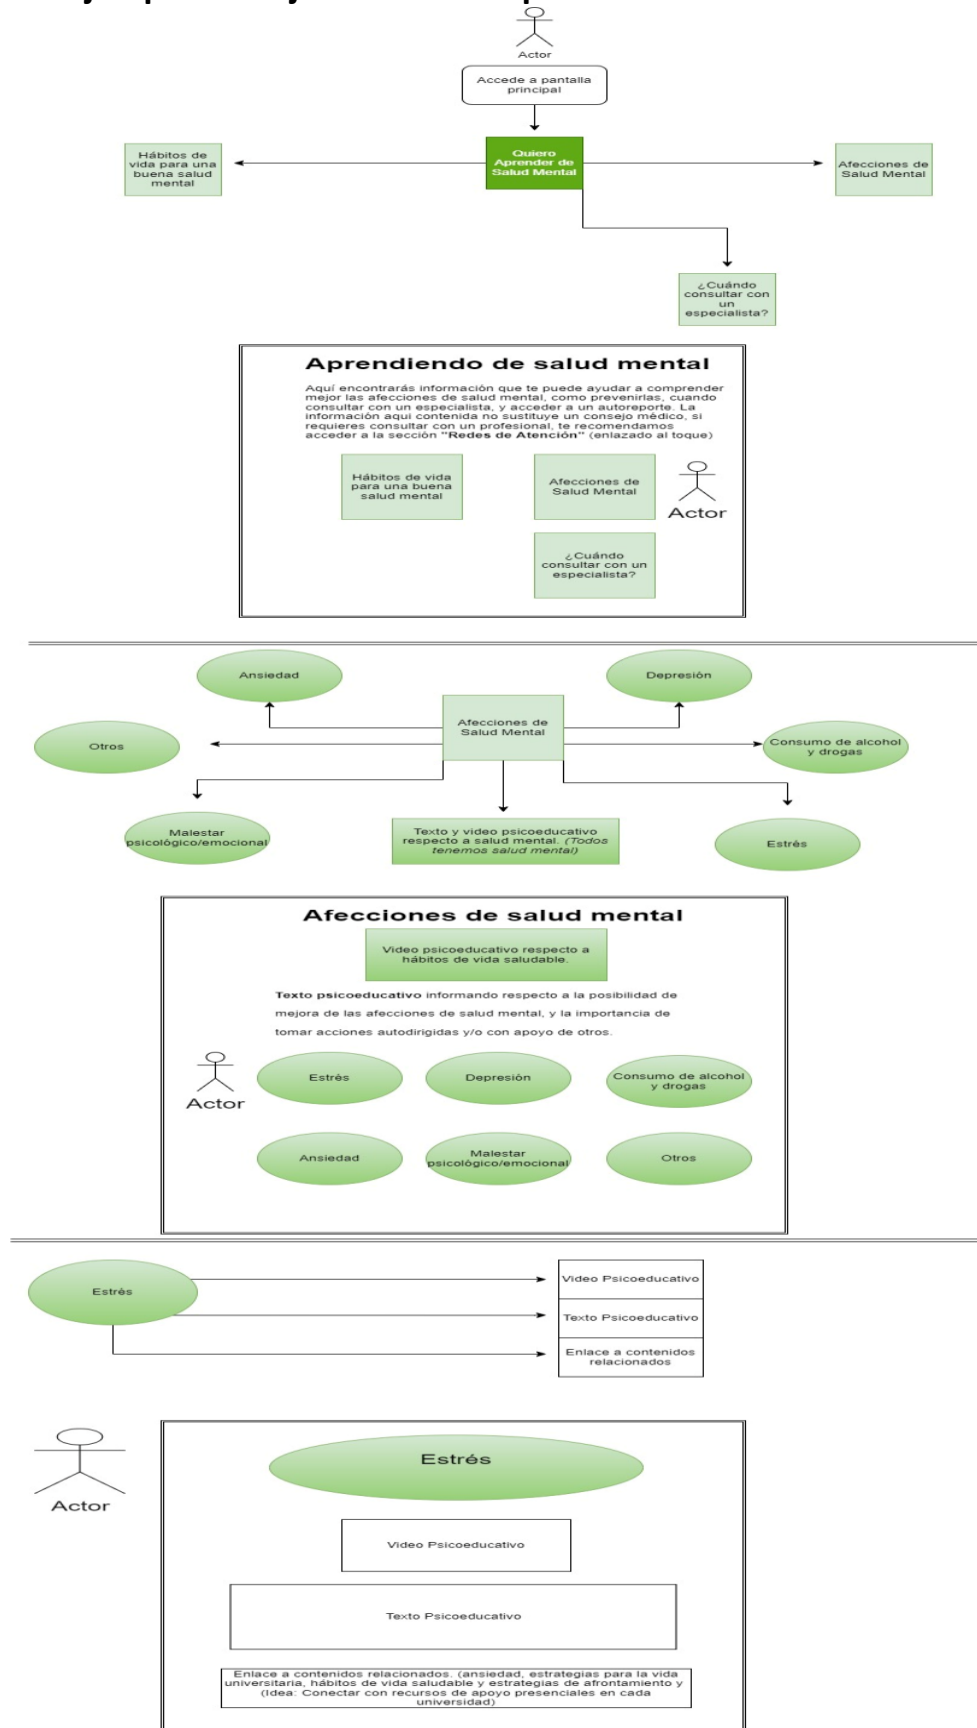 Actor
Accede a pantalla
principal
Hábitos de
vida para una
buena salud
mental
Quiero
Aprender de
Salud Mental
Afecciones de
Salud Mental
¿Cuándo
consultar con
un
especialista?
Aprendiendo de salud mental
Aquí encontrarás información que te puede ayudar a comprender
mejor las afecciones de salud mental, como prevenirlas, cuando
consultar con un especialista, y acceder a un autoreporte. La
información aqui contenida no sustituye un consejo médico, si
requieres consultar con un profesional, te recomendamos
acceder a la sección "Redes de Atención" (enlazado al toque)
Hábitos de vida
para una buena
salud mental
Afecciones de
Salud Mental
Actor
¿Cuándo
consultar con un
especialista?
Ansiedad
Depresión
Afecciones de
Salud Mental
Otros
Consumo de alcohol
y drogas
Malestar
psicológico/emocional
Texto y video psicoeducativo
respecto a salud mental. (Todos
tenemos salud mental)
Estrés
Afecciones de salud mental
Video psicoeducativo respecto a
hábitos de vida saludable.
Texto psicoeducativo informando respecto a la posibilidad de
mejora de las afecciones de salud mental, y la importancia de
tomar acciones autodirigidas y/o con apoyo de otros.
Actor
Estrés
Depresión
Consumo de alcohol
y drogas
Ansiedad
Malestar
psicológico/emocional
Otros
Estrés
Video Psicoeducativo
Texto Psicoeducativo
Enlace a contenidos
relacionados
Actor
Estrés
Video Psicoeducativo
Texto Psicoeducativo
Enlace a contenidos relacionados. (ansiedad, estrategias para la vida
universitaria, hábitos de vida saludable y estrategias de afrontamiento y
(Idea: Conectar con recursos de apoyo presenciales en cada
universidad)